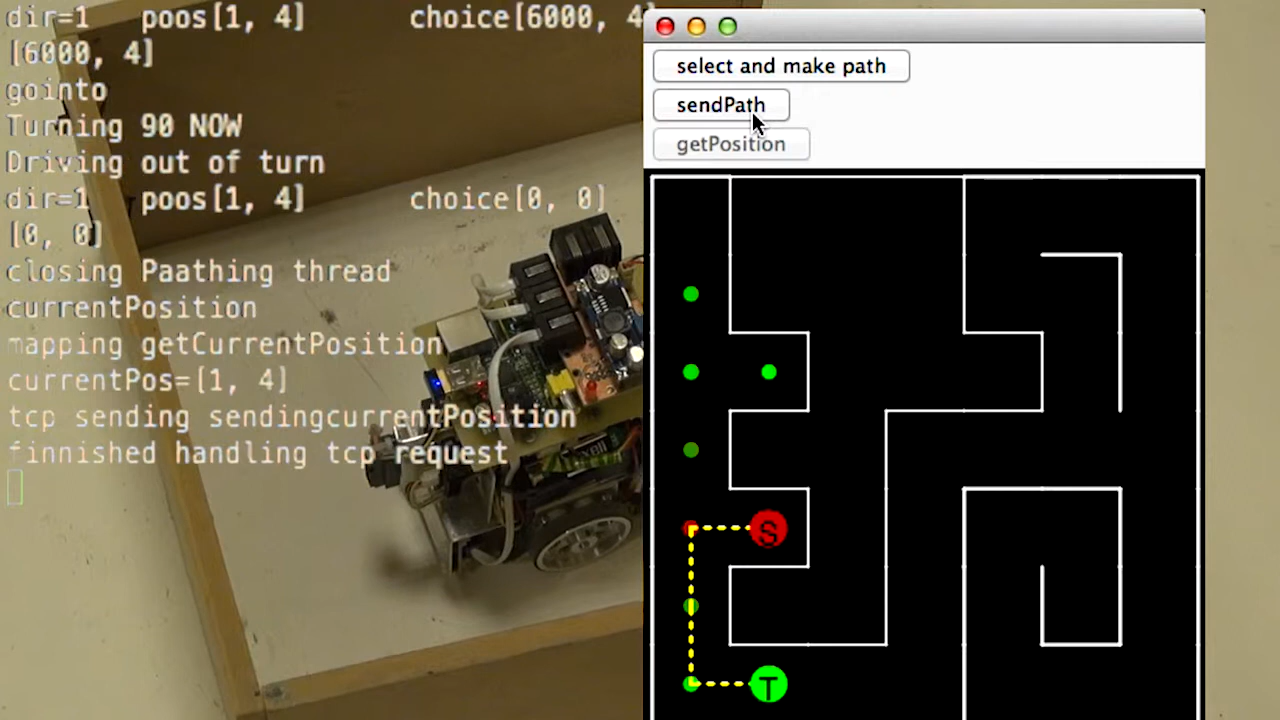 dir=1 poos[1, 4] choice[6000, 4
[6000, 4]
gointo
Turning 90 NOW
Driving out of turn
dir=1 poos[1, 4] choice[0, 0]
[0, 0]
closing Paathing thread
currentPosition
mapping getCurrentPosition
currentPos=[1, 4]
tcp sending sendingcurrentPosition
finnished handling tcp request
select and make path
sendPath
getPosition
S
T